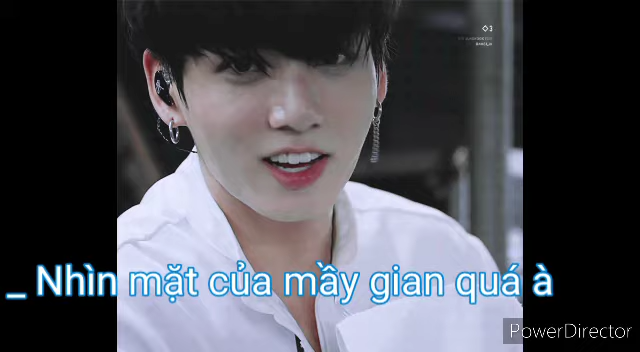 _ Nhìn mặt của mầy gian quá à
PowerDirector